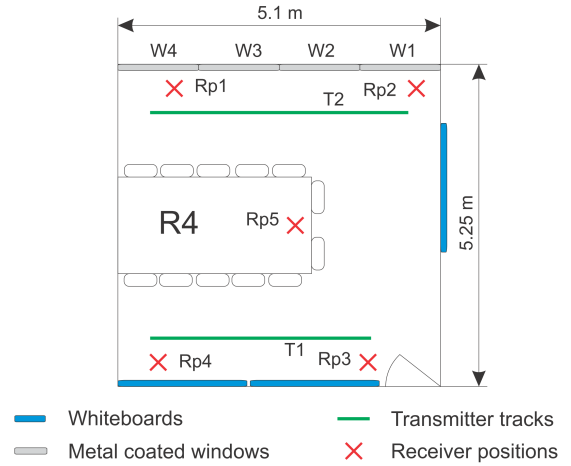 5.1 m
W4 W3 W2 W1
Rp1 Rp2
T2
5.25 m
R4 Rp5
T1
Rp4 Rp3
Whiteboards Transmitter tracks
Metal coated windows Receiver positions